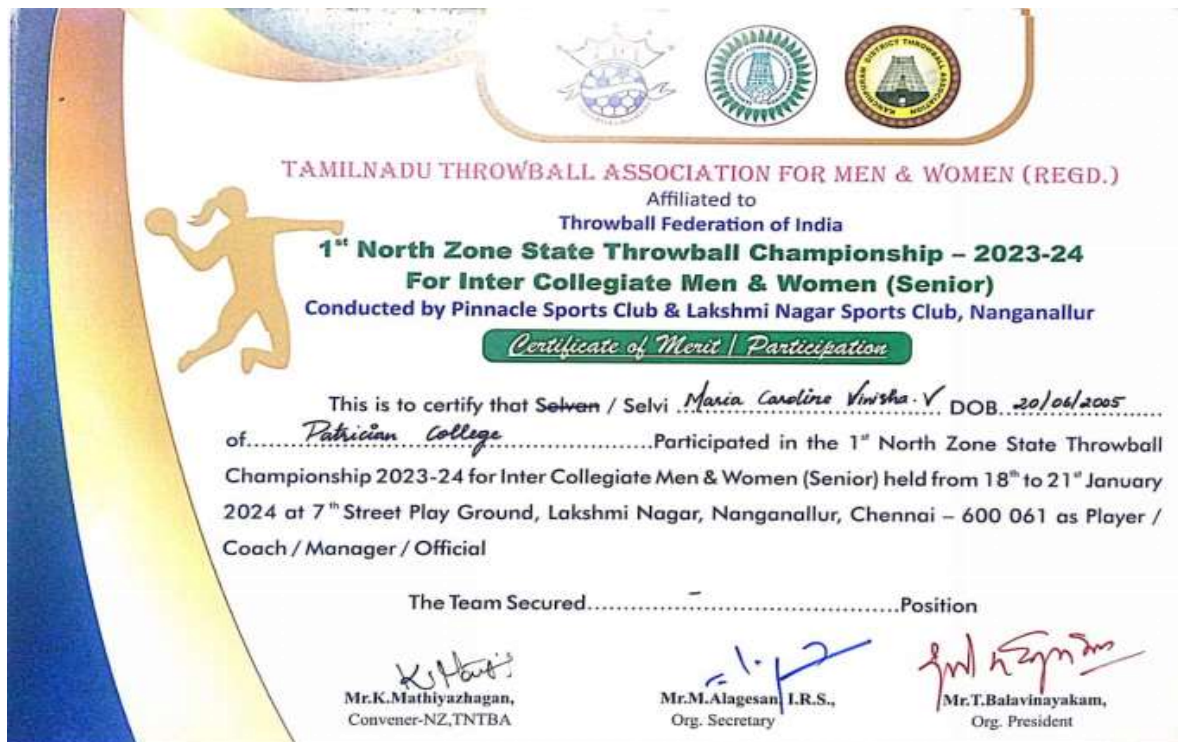 KANCHIPURAM DISTRICT THROWBALL ASSOCIATION
TAMILNADU THROWBALL ASSOCIATION FOR MEN & WOMEN (REGD.)
Affiliated to
Throwball Federation of India
1st North Zone State Throwball Championship – 2023-24
For Inter Collegiate Men & Women (Senior)
Conducted by Pinnacle Sports Club & Lakshmi Nagar Sports Club, Nanganallur
Certificate of Merit / Participation
This is to certify that Selvan / Selvi ..Maria Caroline Vinisha. V.. DOB..20/06/2005......
of.......Patrician College.........................Participated in the 1st North Zone State Throwball
Championship 2023-24 for Inter Collegiate Men & Women (Senior) held from 18th to 21st January
2024 at 7th Street Play Ground, Lakshmi Nagar, Nanganallur, Chennai – 600 061 as Player /
Coach / Manager / Official
The Team Secured..............-............................Position
Mr.K.Mathiyazhagan, Mr.M.Alagesan, I.R.S., Mr.T.Balavinayakam,
Convener-NZ,TNTBA Org. Secretary Org. President